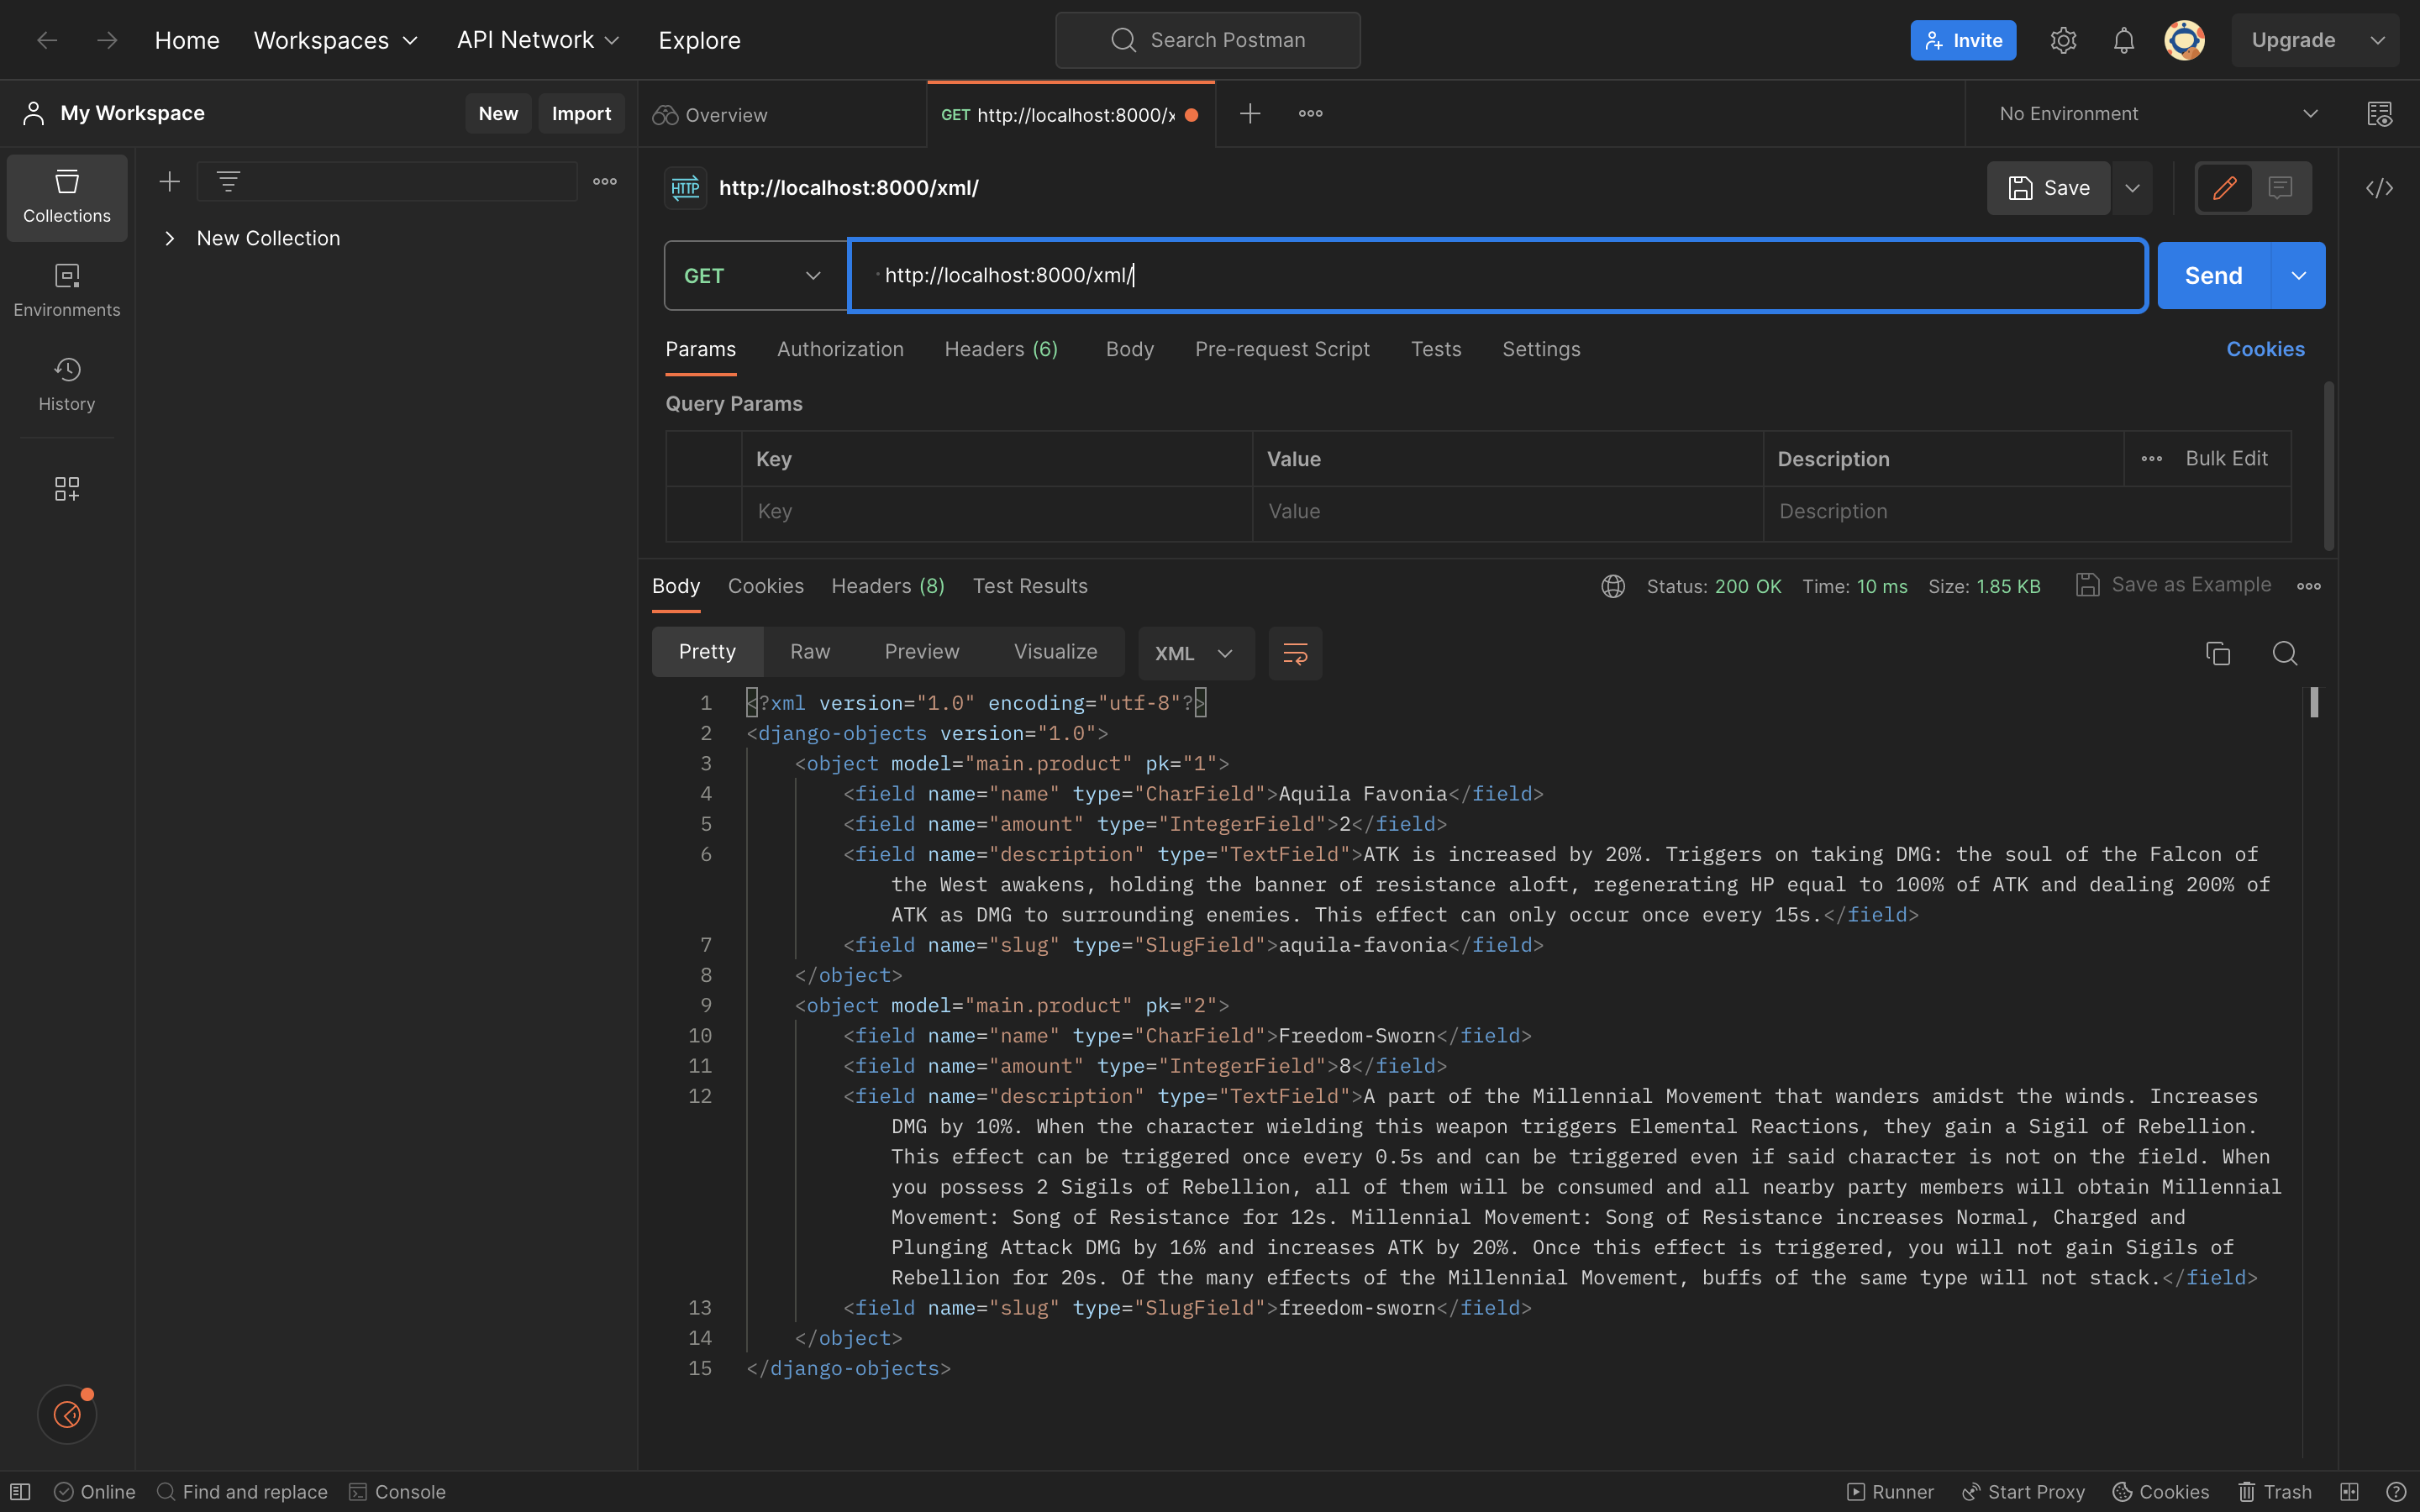 Home Workspaces API Network Explore Search Postman Invite Upgrade
My Workspace New Import Overview GET http://localhost:8000/x No Environment
Collections
Environments
History
New Collection
HTTP http://localhost:8000/xml/ Save
GET http://localhost:8000/xml/ Send
Params Authorization Headers (6) Body Pre-request Script Tests Settings Cookies
Query Params
Key Value Description Bulk Edit
Key Value Description
Body Cookies Headers (8) Test Results Status: 200 OK Time: 10 ms Size: 1.85 KB Save as Example
Pretty Raw Preview Visualize XML
1 <?xml version="1.0" encoding="utf-8"?>
2 <django-objects version="1.0">
3 <object model="main.product" pk="1">
4 <field name="name" type="CharField">Aquila Favonia</field>
5 <field name="amount" type="IntegerField">2</field>
6 <field name="description" type="TextField">ATK is increased by 20%. Triggers on taking DMG: the soul of the Falcon of
the West awakens, holding the banner of resistance aloft, regenerating HP equal to 100% of ATK and dealing 200% of
ATK as DMG to surrounding enemies. This effect can only occur once every 15s.</field>
7 <field name="slug" type="SlugField">aquila-favonia</field>
8 </object>
9 <object model="main.product" pk="2">
10 <field name="name" type="CharField">Freedom-Sworn</field>
11 <field name="amount" type="IntegerField">8</field>
12 <field name="description" type="TextField">A part of the Millennial Movement that wanders amidst the winds. Increases
DMG by 10%. When the character wielding this weapon triggers Elemental Reactions, they gain a Sigil of Rebellion.
This effect can be triggered once every 0.5s and can be triggered even if said character is not on the field. When
you possess 2 Sigils of Rebellion, all of them will be consumed and all nearby party members will obtain Millennial
Movement: Song of Resistance for 12s. Millennial Movement: Song of Resistance increases Normal, Charged and
Plunging Attack DMG by 16% and increases ATK by 20%. Once this effect is triggered, you will not gain Sigils of
Rebellion for 20s. Of the many effects of the Millennial Movement, buffs of the same type will not stack.</field>
13 <field name="slug" type="SlugField">freedom-sworn</field>
14 </object>
15 </django-objects>
Online Find and replace Console Runner Start Proxy Cookies Trash